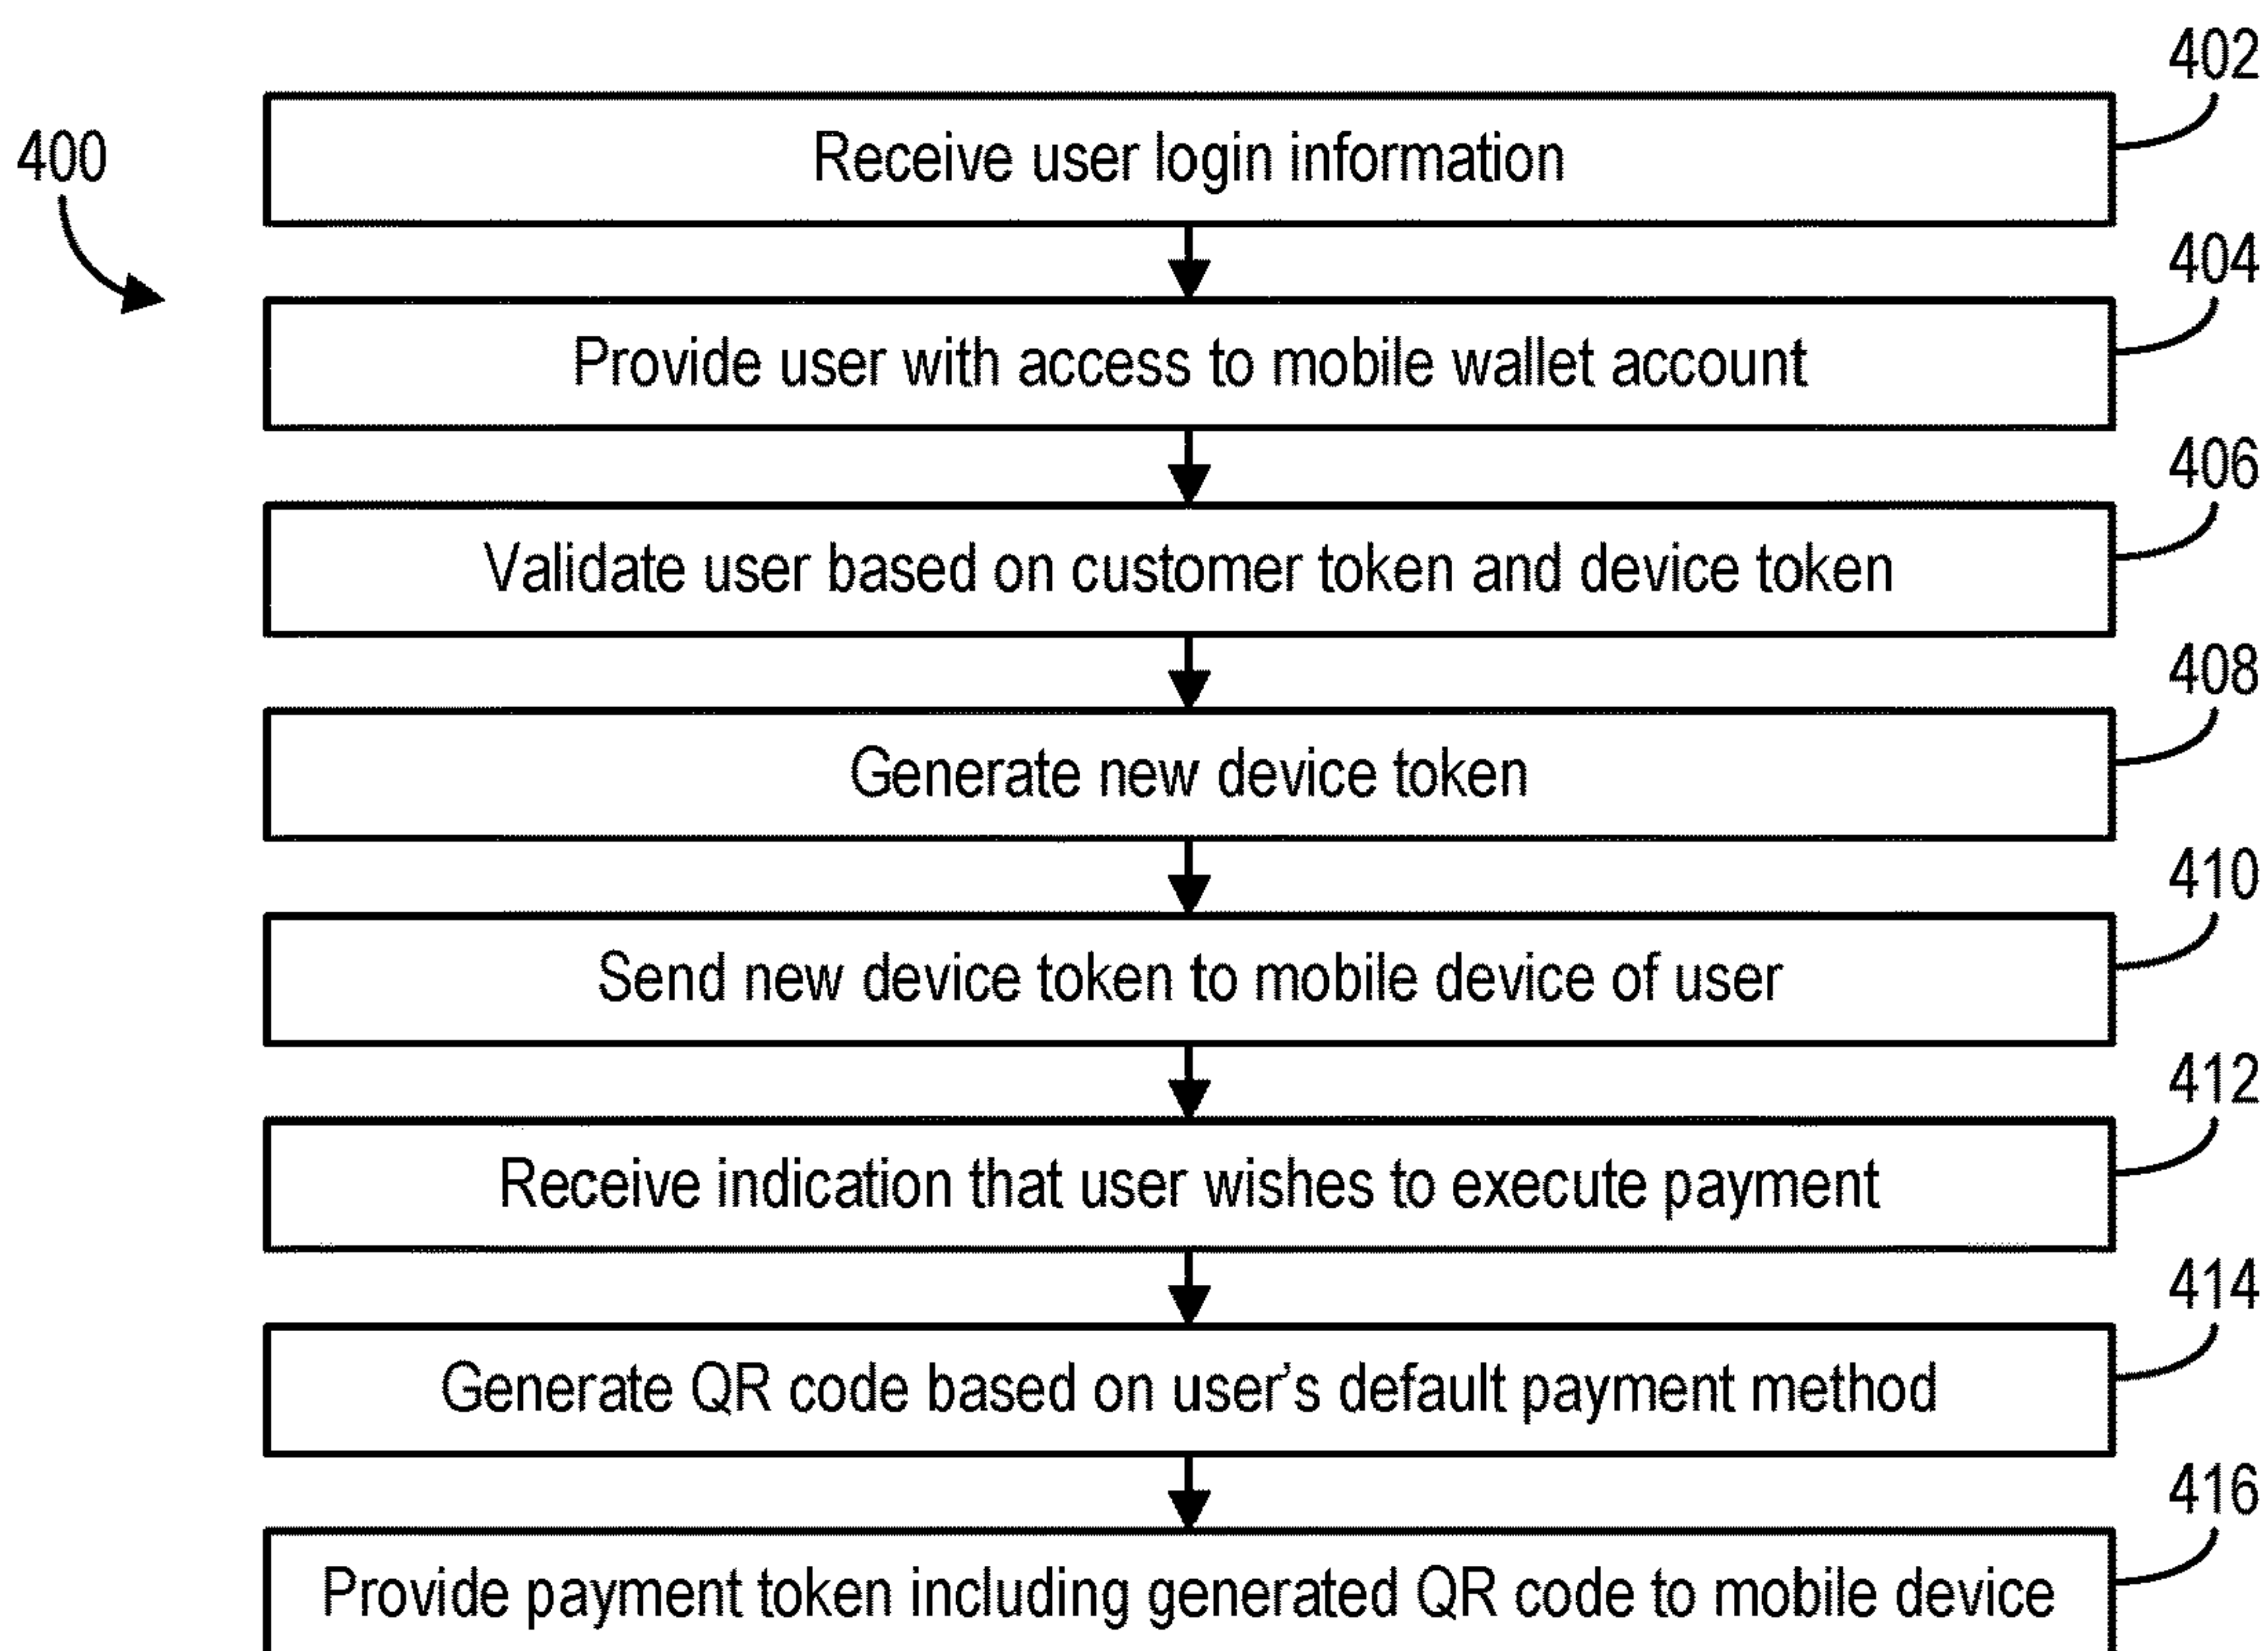 402
Receive user login information
400
404
Provide user with access to mobile wallet account
406
Validate user based on customer token and device token
408
Generate new device token
410
Send new device token to mobile device of user
412
Receive indication that user wishes to execute payment
414
Generate QR code based on user's default payment method
416
Provide payment token including generated QR code to mobile device